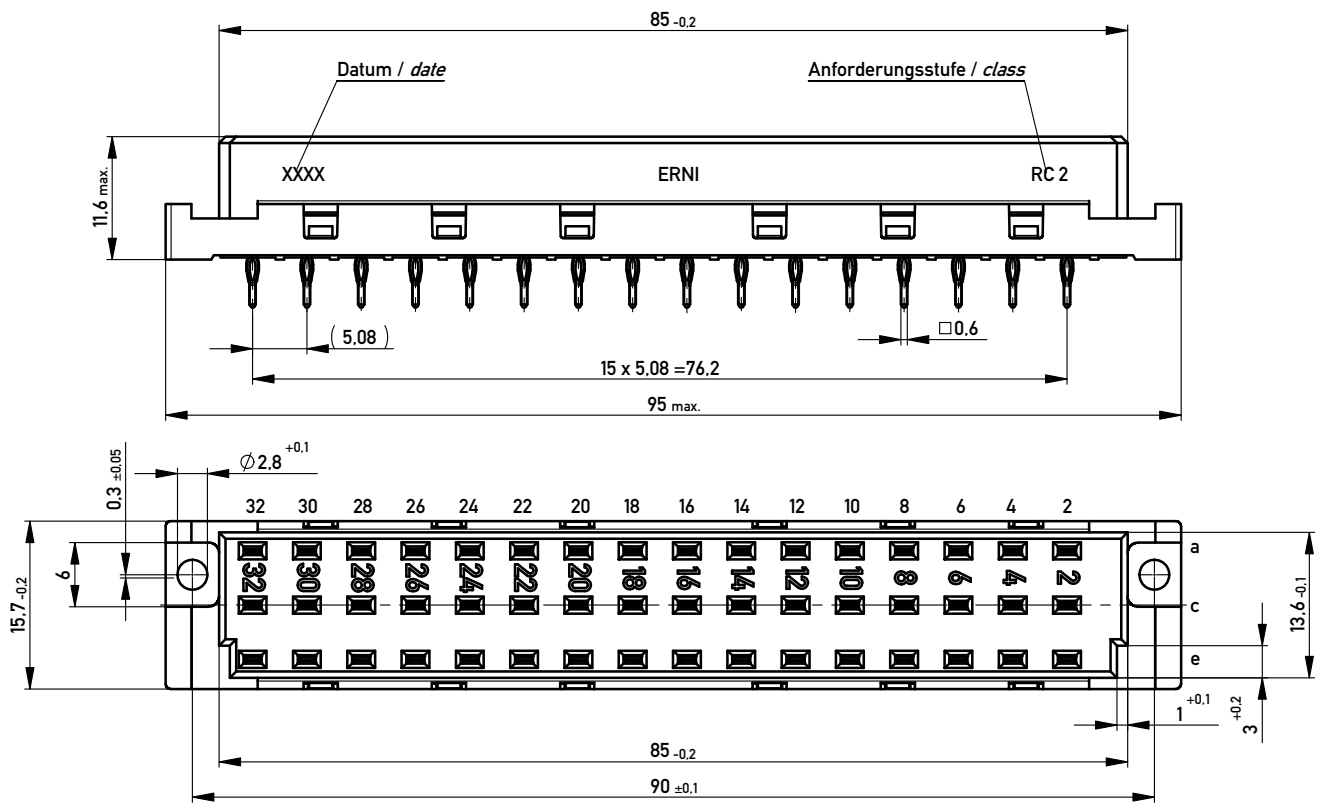 85 -0,2
Datum / date
Anforderungsstufe / class
11,6 max.
XXXX
ERNI
RC 2
( 5,08 )
□0,6
15 x 5,08 =76,2
95 max.
0,3 ±0,05
∅2,8 +0,1
32 30 28 26 24 22 20 18 16 14 12 10 8 6 4 2
a
6
32 30 28 26 24 22 20 18 16 14 12 10 8 6 4 2
15,7 -0,2
c
13,6 -0,1
e
1 +0,1
3 +0,2
85 -0,2
90 ±0,1